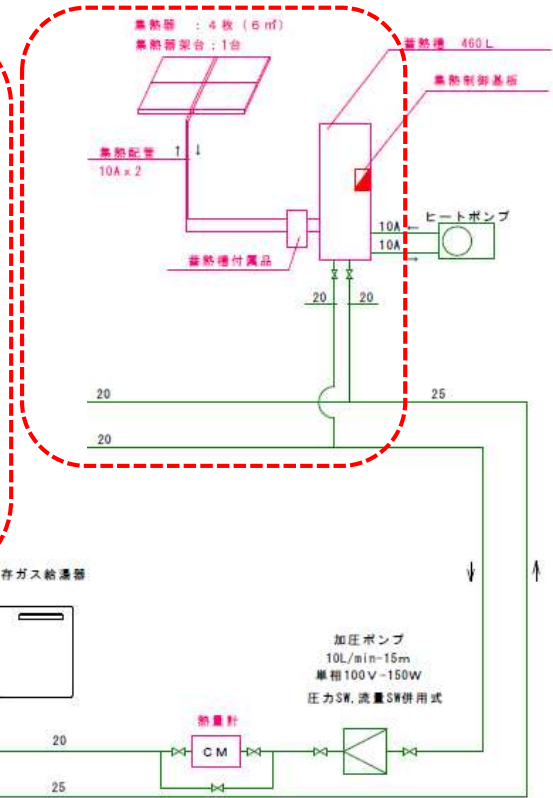 集熱器　：４枚（６㎡）
集熱器架台：１台
蓄熱槽　460Ｌ
集熱制御基板
集熱配管
↑ ↓
10A x 2
10A ←
ヒートポンプ
10A
→
蓄熱槽付属品
20
20
20
25
20
存ガス給湯器
↓
↑
加圧ポンプ
10L/min-15m
単相100Ｖ-150W
圧力SW,流量SW併用式
熱量計
ＣＭ
20
25